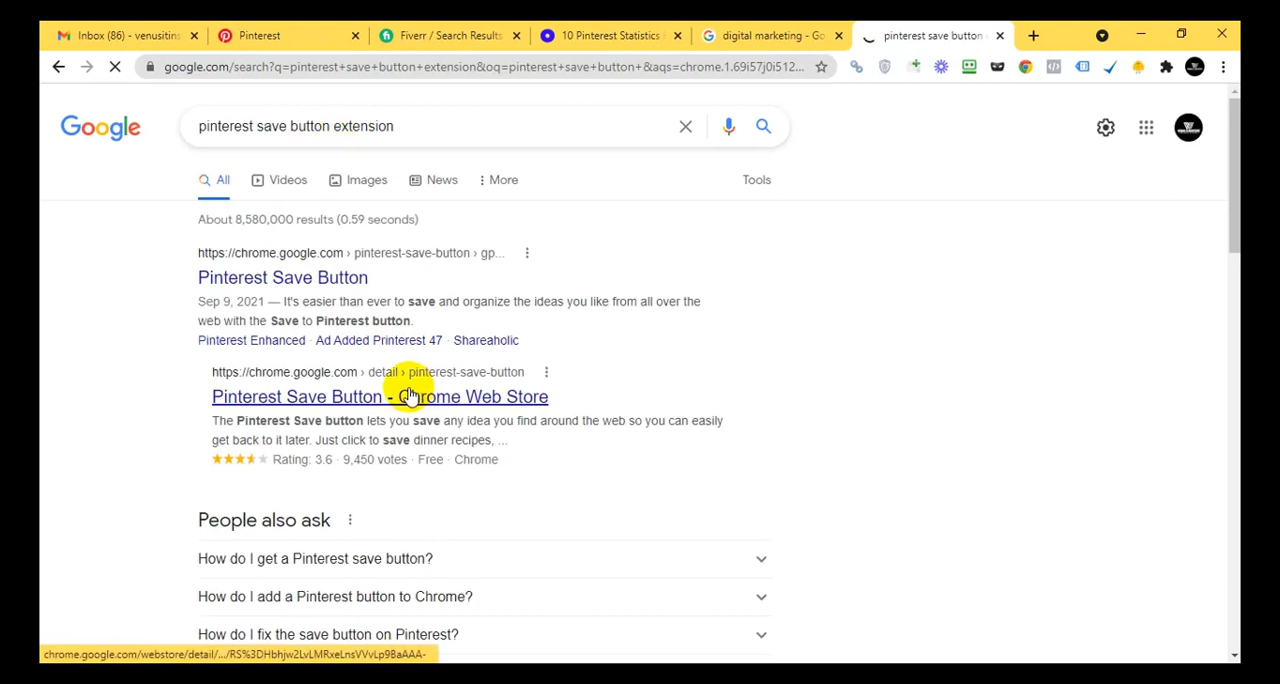 Inbox (86) - venusitins
Pinterest
Fiverr / Search Results
10 Pinterest Statistics
digital marketing - Go
pinterest save button
google.com/search?q=pinterest+save+button+extension&oq=pinterest+save+button+&aqs=chrome.1.69i57j0i512...
Google
pinterest save button extension
All
Videos
Images
News
More
Tools
About 8,580,000 results (0.59 seconds)
https://chrome.google.com › pinterest-save-button › gp...
Pinterest Save Button
Sep 9, 2021 — It's easier than ever to save and organize the ideas you like from all over the
web with the Save to Pinterest button.
Pinterest Enhanced · Ad Added Printerest 47 · Shareaholic
https://chrome.google.com › detail › pinterest-save-button
Pinterest Save Button - Chrome Web Store
The Pinterest Save button lets you save any idea you find around the web so you can easily
get back to it later. Just click to save dinner recipes, ...
Rating: 3.6 · 9,450 votes · Free · Chrome
People also ask
How do I get a Pinterest save button?
How do I add a Pinterest button to Chrome?
How do I fix the save button on Pinterest?
chrome.google.com/webstore/detail/.../RS%3DHbhjw2LvLMRxeLnsVVvLp9BaAAA-